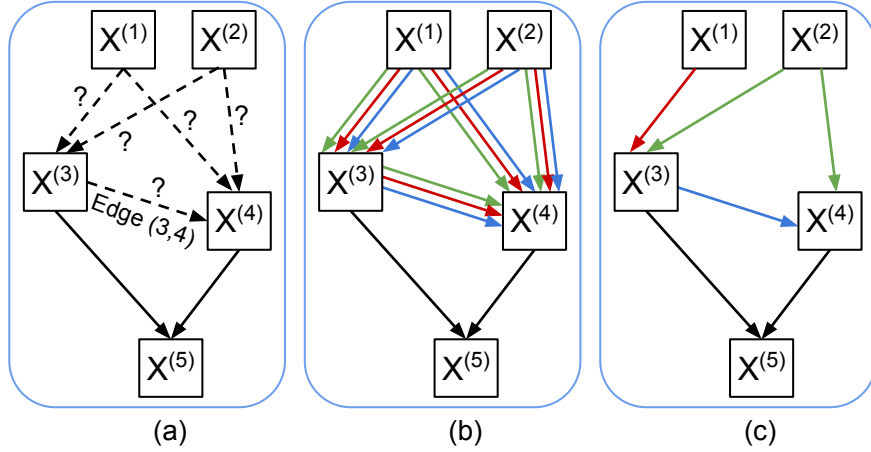 X(1) X(2)
? ? ? ?
X(3) ? X(4)
Edge (3,4)
X(5)
(a)
X(1) X(2)
X(3) X(4)
X(5)
(b)
X(1) X(2)
X(3) X(4)
X(5)
(c)